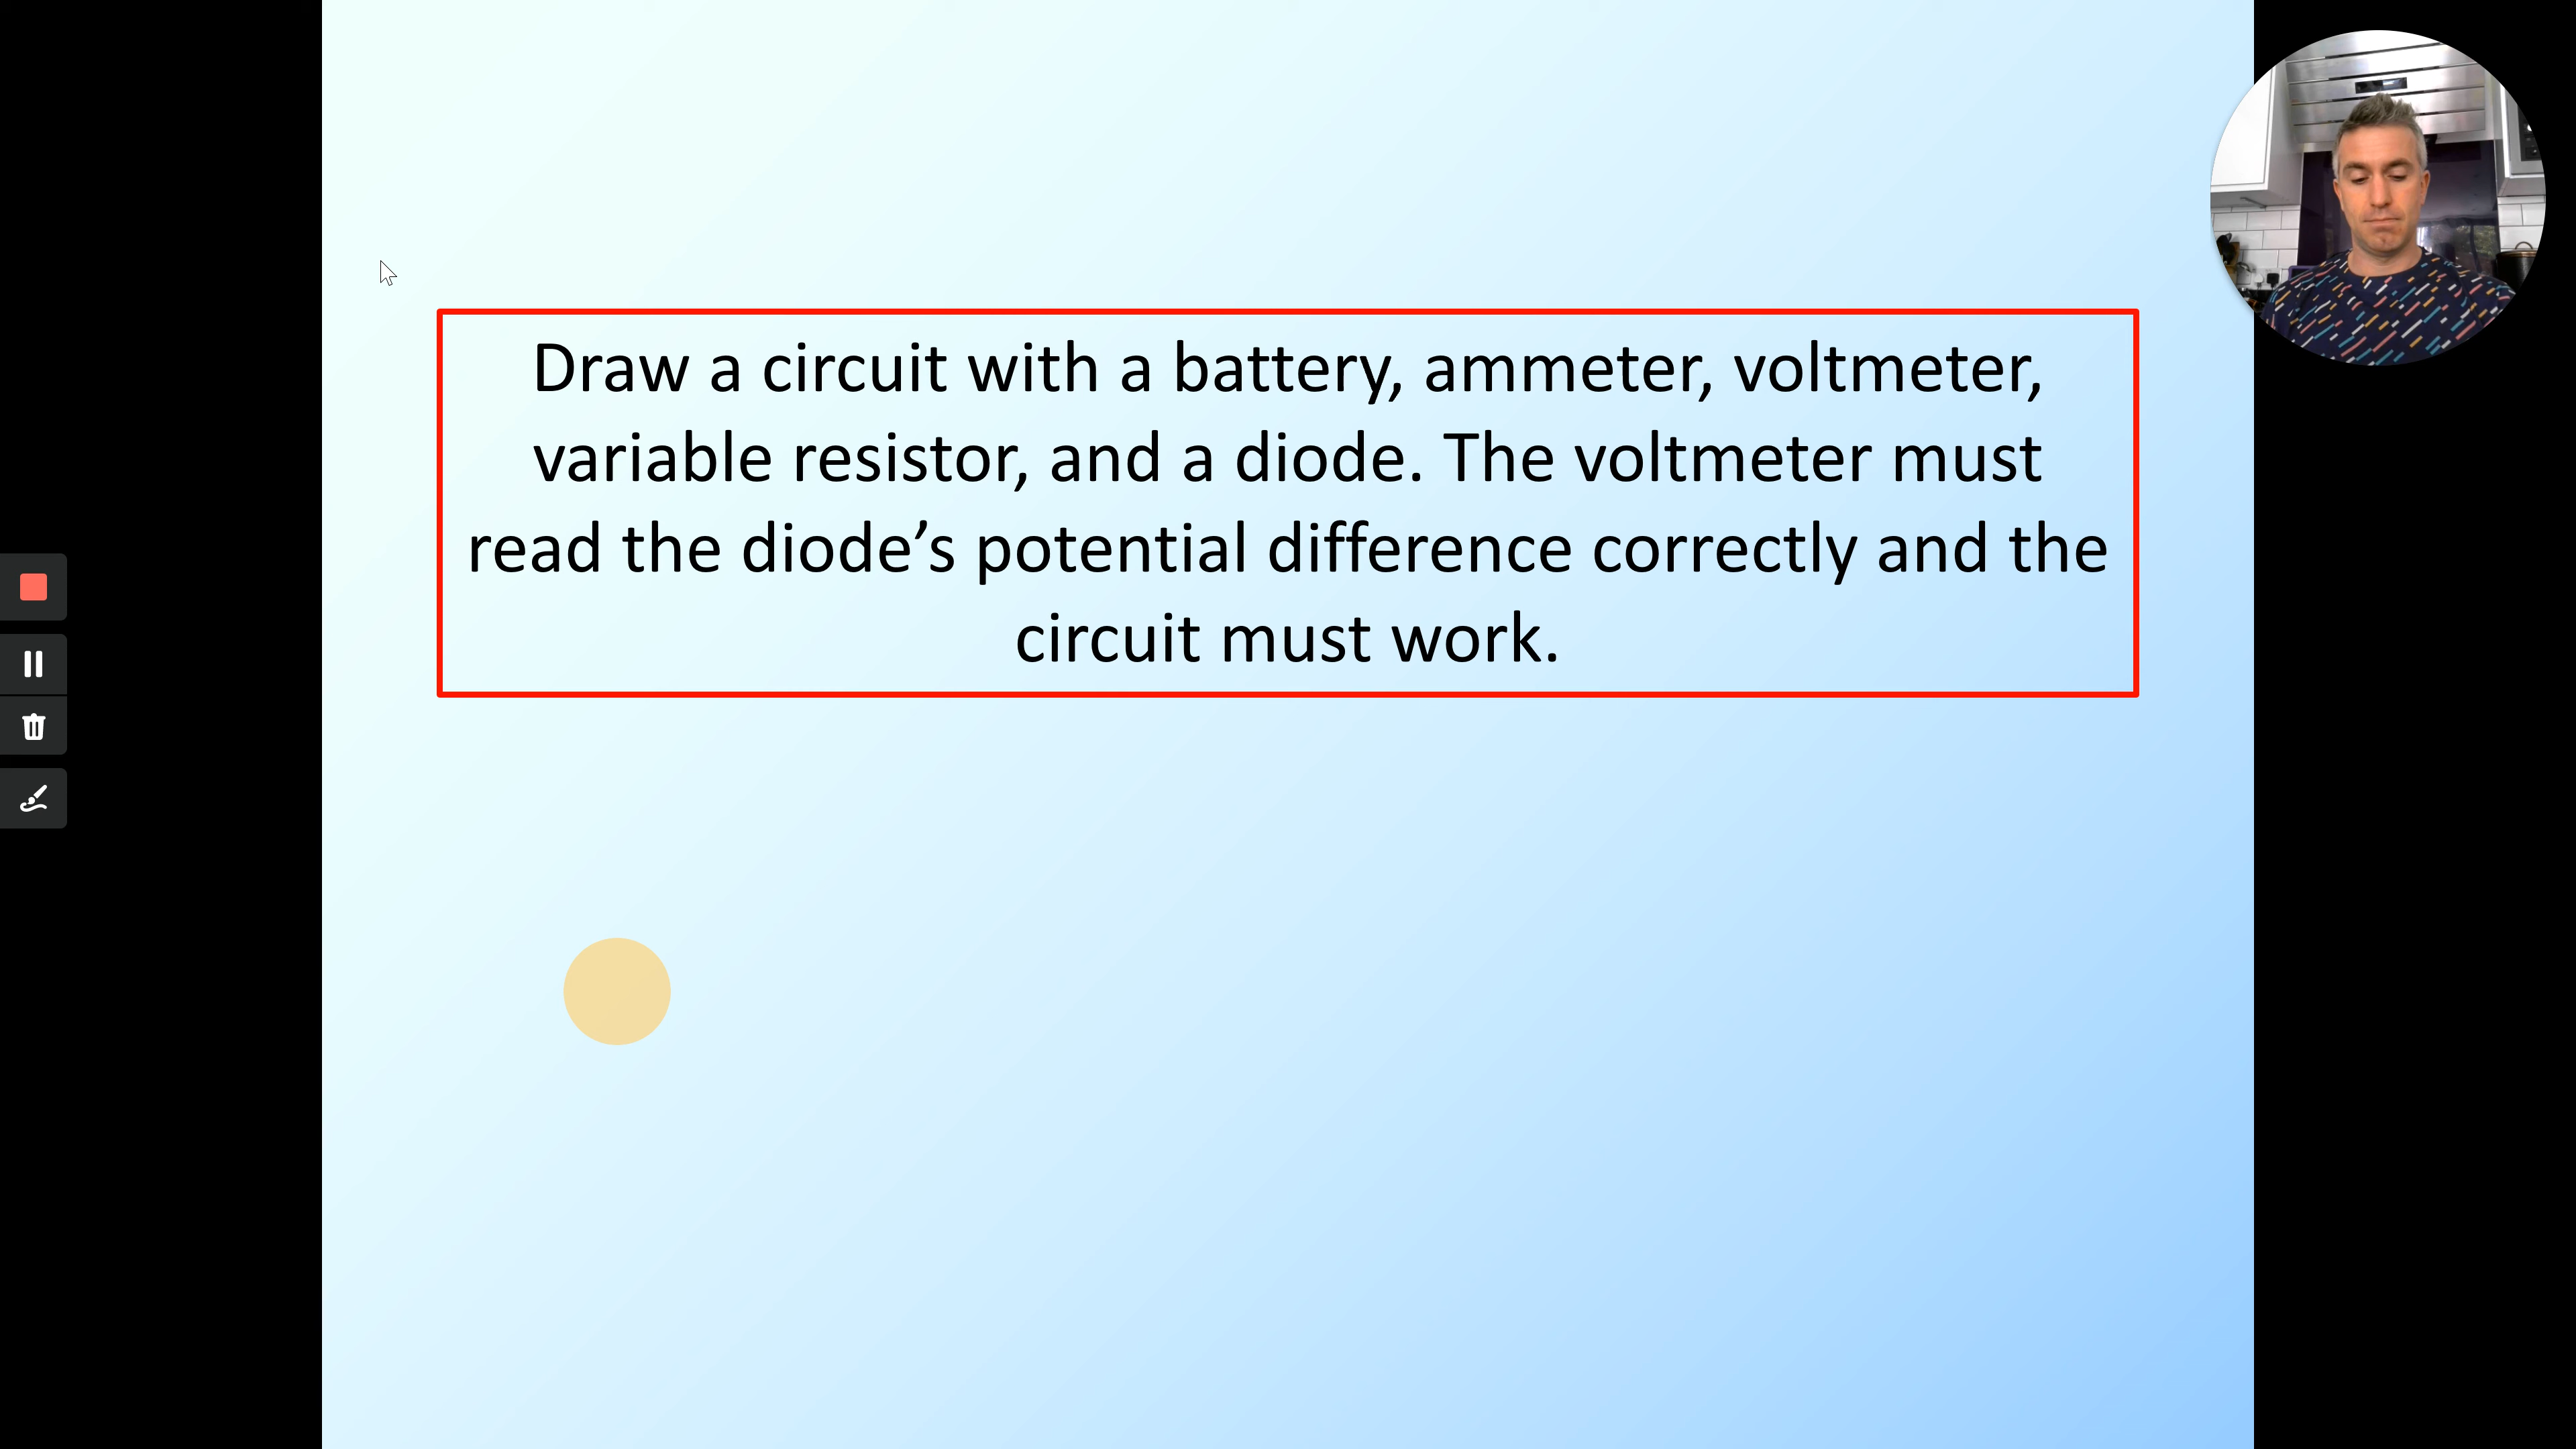 Draw a circuit with a battery, ammeter, voltmeter,
variable resistor, and a diode. The voltmeter must
read the diode’s potential difference correctly and the
circuit must work.